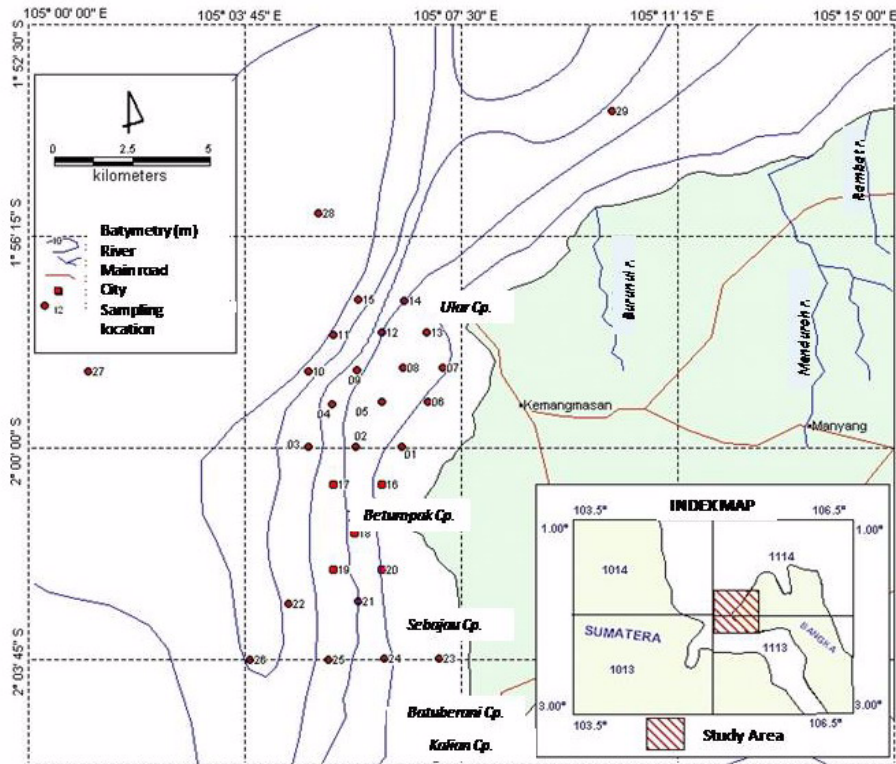 105° 00' 00" E
105° 03' 45" E
105° 07' 30" E
105° 11' 15" E
105° 15' 00" E
1° 52' 30" S
1° 56' 15" S
2° 00' 00" S
2° 03' 45" S
0 2.5 5
kilometers
Batymetry (m)
River
Main road
City
Sampling
location
12
29
28
27
15
14
Ular Cp.
11
12
13
10
09
08
07
04
05
06
03
02
01
17
16
Betumpak Cp.
18
19
20
22
21
Sebajau Cp.
26
25
24
23
Batuberani Cp.
Kalian Cp.
Kemangmasan
Manyang
Rambat r.
INDEX MAP
103.5°
106.5°
1.00°
1014
1114
SUMATERA
BANGKA
1013
1113
3.00°
3.00°
103.5°
106.5°
Study Area